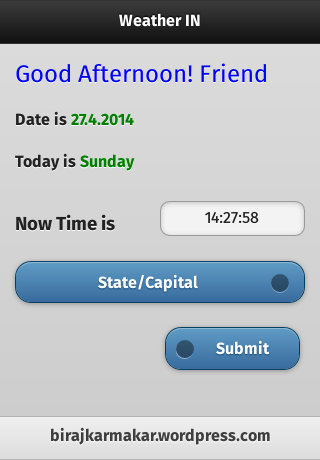 Weather IN
Good Afternoon! Friend
Date is 27.4.2014
Today is Sunday
Now Time is 14:27:58
State/Capital
Submit
birajkarmakar.wordpress.com